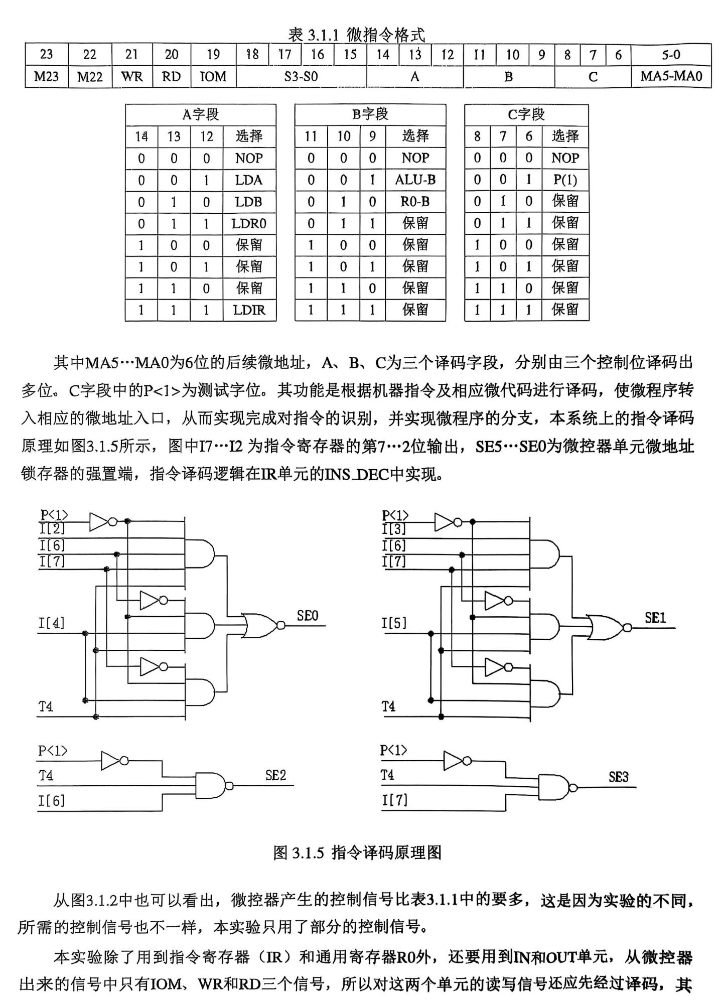 表 3.1.1 微指令格式
23 22 21 20 19 18 17 16 15 14 13 12 11 10 9 8 7 6 5-0
M23 M22 WR RD IOM S3-S0 A B C MA5-MA0
A字段 B字段 C字段
14 13 12 选择 11 10 9 选择 8 7 6 选择
0 0 0 NOP 0 0 0 NOP 0 0 0 NOP
0 0 1 LDA 0 0 1 ALU-B 0 0 1 P(1)
0 1 0 LDB 0 1 0 R0-B 0 1 0 保留
0 1 1 LDR0 0 1 1 保留 0 1 1 保留
1 0 0 保留 1 0 0 保留 1 0 0 保留
1 0 1 保留 1 0 1 保留 1 0 1 保留
1 1 0 保留 1 1 0 保留 1 1 0 保留
1 1 1 LDIR 1 1 1 保留 1 1 1 保留
其中MA5…MA0为6位的后续微地址，A、B、C为三个译码字段，分别由三个控制位译码出
多位。C字段中的P<1>为测试字位。其功能是根据机器指令及相应微代码进行译码，使微程序转
入相应的微地址入口，从而实现完成对指令的识别，并实现微程序的分支，本系统上的指令译码
原理如图3.1.5所示，图中I7…I2 为指令寄存器的第7…2位输出，SE5…SE0为微控器单元微地址
锁存器的强置端，指令译码逻辑在IR单元的INS_DEC中实现。
P<1>
I[2]
I[6]
I[7]
I[4]
SE0
T4
P<1>
I[3]
I[6]
I[7]
I[5]
SE1
T4
P<1>
T4
SE2
I[6]
P<1>
T4
SE3
I[7]
图 3.1.5 指令译码原理图
从图3.1.2中也可以看出，微控器产生的控制信号比表3.1.1中的要多，这是因为实验的不同，
所需的控制信号也不一样，本实验只用了部分的控制信号。
本实验除了用到指令寄存器（IR）和通用寄存器R0外，还要用到IN和OUT单元，从微控器
出来的信号中只有IOM、WR和RD三个信号，所以对这两个单元的读写信号还应先经过译码，其